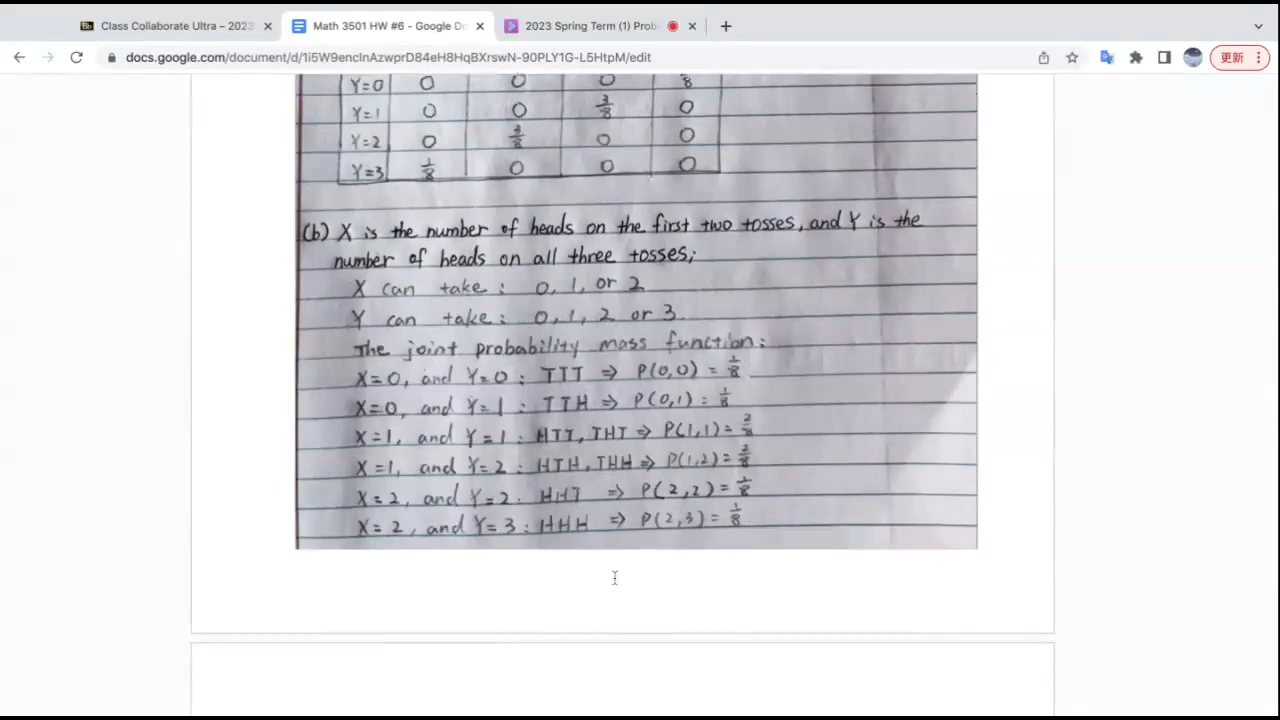 Class Collaborate Ultra – 2023
Math 3501 HW #6 - Google Do
2023 Spring Term (1) Prob
docs.google.com/document/d/1i5W9encInAzwprD84eH8HqBXrswN-90PLY1G-L5HtpM/edit
更新
Y=0 0 0 0 8
Y=1 0 0 3/8 0
Y=2 0 3/8 0 0
Y=3 1/8 0 0 0
(b) X is the number of heads on the first two tosses, and Y is the
number of heads on all three tosses;
X can take: 0, 1, or 2
Y can take: 0, 1, 2 or 3.
The joint probability mass function:
X=0, and Y=0: TTT ⇒ P(0,0) = 1/8
X=0, and Y=1: TTH ⇒ P(0,1) = 1/8
X=1, and Y=1: HTT, THT ⇒ P(1,1) = 2/8
X=1, and Y=2: HTH, THH ⇒ P(1,2) = 2/8
X=2, and Y=2. HHT ⇒ P(2,2) = 1/8
X=2, and Y=3: HHH ⇒ P(2,3) = 1/8